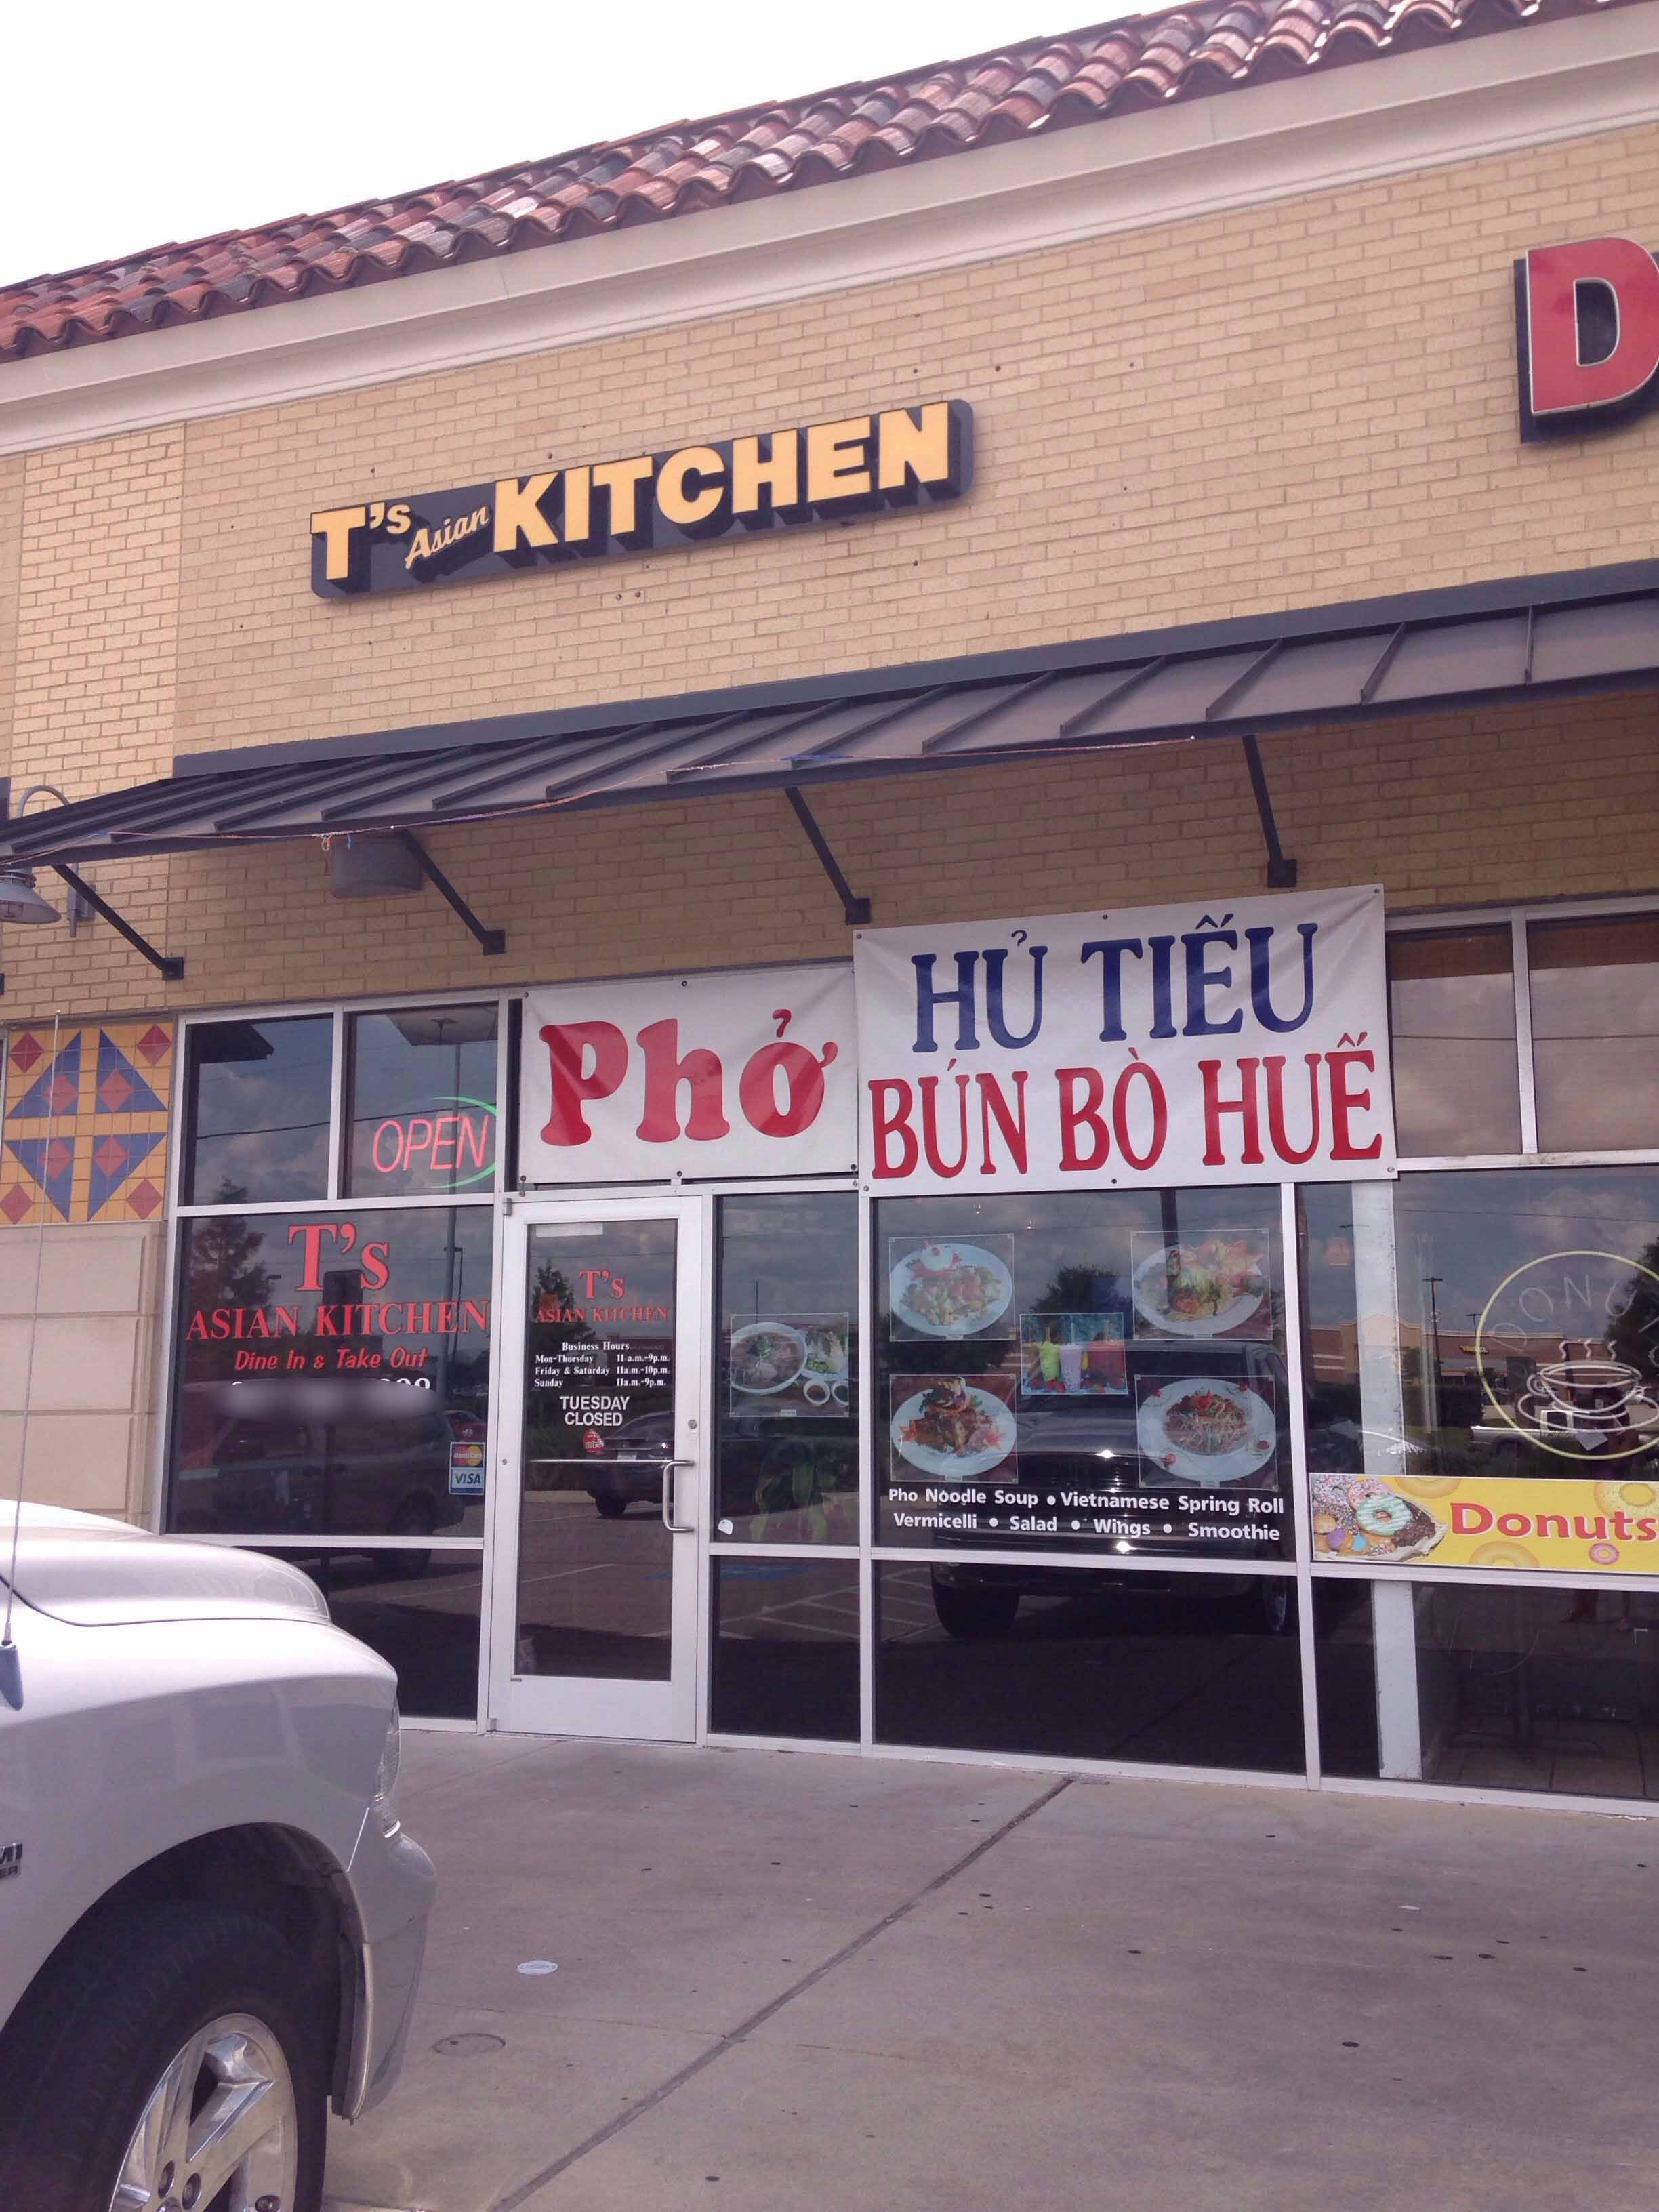 T's Asian KITCHEN
D
Phở
HỦ TIẾU
BÚN BÒ HUẾ
OPEN
T's
ASIAN KITCHEN
Dine In & Take Out
T's
ASIAN KITCHEN
Business Hours
Mon-Thursday 11 a.m.-9p.m.
Friday & Saturday 11a.m.-10p.m.
Sunday 11a.m.-9p.m.
TUESDAY
CLOSED
MasterCard
VISA
Pho Noodle Soup • Vietnamese Spring Roll
Vermicelli • Salad • Wings • Smoothie
Donuts